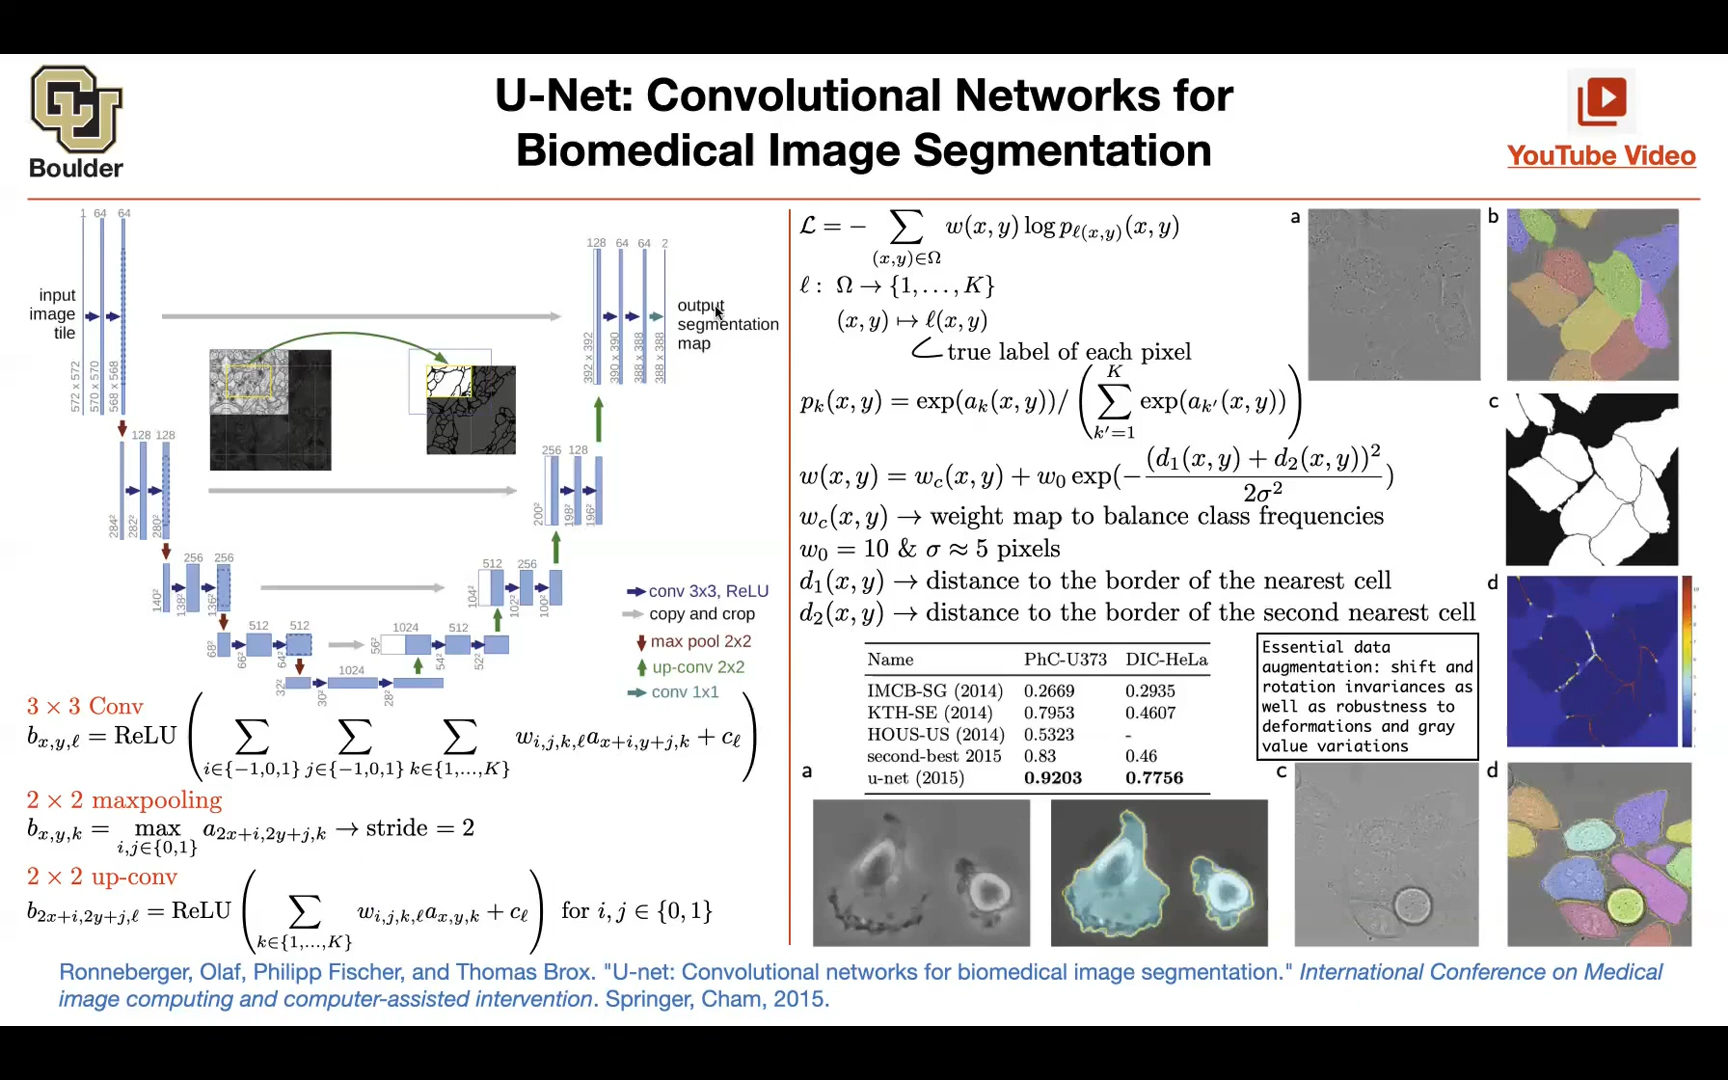 U-Net: Convolutional Networks for
Biomedical Image Segmentation
CU
Boulder
YouTube Video
1 64 64
input
image
tile
572 x 572
570 x 570
568 x 568
128 64 64 2
output
segmentation
map
392 x 392
390 x 390
388 x 388
388 x 388
128 128
284²
282²
280²
256 128
200²
198²
196²
256 256
140²
138²
136²
512 256
104²
102²
100²
512 512
68²
66²
64²
1024 512
56²
54²
52²
1024
32²
30²
28²
conv 3x3, ReLU
copy and crop
max pool 2x2
up-conv 2x2
conv 1x1
3 × 3 Conv
b_{x,y,ℓ} = ReLU ( ∑_{i∈{-1,0,1}} ∑_{j∈{-1,0,1}} ∑_{k∈{1,...,K}} w_{i,j,k,ℓ} a_{x+i,y+j,k} + c_ℓ )
2 × 2 maxpooling
b_{x,y,k} = max_{i,j∈{0,1}} a_{2x+i,2y+j,k} → stride = 2
2 × 2 up-conv
b_{2x+i,2y+j,ℓ} = ReLU ( ∑_{k∈{1,...,K}} w_{i,j,k,ℓ} a_{x,y,k} + c_ℓ ) for i, j ∈ {0, 1}
ℒ = − ∑_{(x,y)∈Ω} w(x, y) log p_{ℓ(x,y)}(x, y)
ℓ : Ω → {1, . . . , K}
(x, y) ↦ ℓ(x, y)
true label of each pixel
p_k(x, y) = exp(a_k(x, y))/ ( ∑_{k′=1}^{K} exp(a_{k′}(x, y)) )
w(x, y) = w_c(x, y) + w_0 exp(− (d_1(x, y) + d_2(x, y))² / 2σ² )
w_c(x, y) → weight map to balance class frequencies
w_0 = 10 & σ ≈ 5 pixels
d_1(x, y) → distance to the border of the nearest cell
d_2(x, y) → distance to the border of the second nearest cell
Name PhC-U373 DIC-HeLa
IMCB-SG (2014) 0.2669 0.2935
KTH-SE (2014) 0.7953 0.4607
HOUS-US (2014) 0.5323 -
second-best 2015 0.83 0.46
u-net (2015) 0.9203 0.7756
Essential data
augmentation: shift and
rotation invariances as
well as robustness to
deformations and gray
value variations
a
b
c
d
a
c
d
Ronneberger, Olaf, Philipp Fischer, and Thomas Brox. "U-net: Convolutional networks for biomedical image segmentation." International Conference on Medical
image computing and computer-assisted intervention. Springer, Cham, 2015.